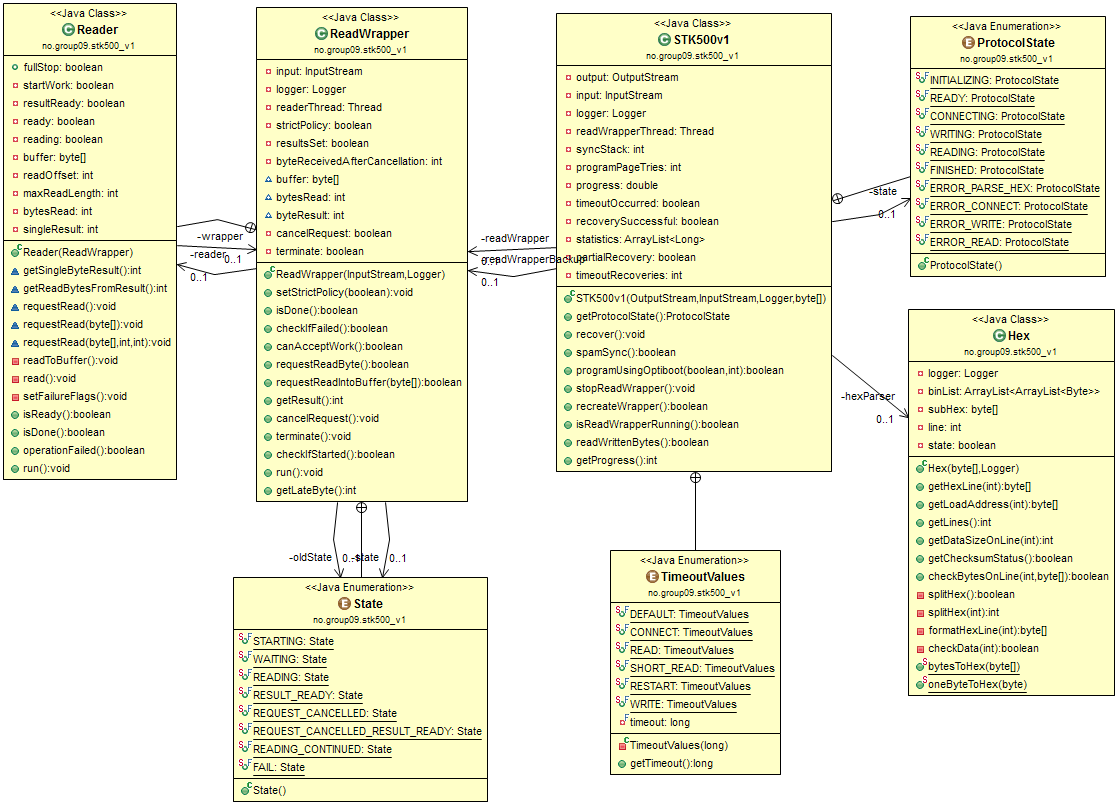 <<Java Class>>
Reader
no.group09.stk500_v1
fullStop: boolean
startWork: boolean
resultReady: boolean
ready: boolean
reading: boolean
buffer: byte[]
readOffset: int
maxReadLength: int
bytesRead: int
singleResult: int
Reader(ReadWrapper)
getSingleByteResult():int
getReadBytesFromResult():int
requestRead():void
requestRead(byte[]):void
requestRead(byte[],int,int):void
readToBuffer():void
read():void
setFailureFlags():void
isReady():boolean
isDone():boolean
operationFailed():boolean
run():void
-wrapper
0..1
-reader
0..1
<<Java Class>>
ReadWrapper
no.group09.stk500_v1
input: InputStream
logger: Logger
readerThread: Thread
strictPolicy: boolean
resultsSet: boolean
byteReceivedAfterCancellation: int
buffer: byte[]
bytesRead: int
byteResult: int
cancelRequest: boolean
terminate: boolean
ReadWrapper(InputStream,Logger)
setStrictPolicy(boolean):void
isDone():boolean
checkIfFailed():boolean
canAcceptWork():boolean
requestReadByte():boolean
requestReadIntoBuffer(byte[]):boolean
getResult():int
cancelRequest():void
terminate():void
checkIfStarted():boolean
run():void
getLateByte():int
-readWrapper
0..1
-readWrapperBackup
0..1
<<Java Class>>
STK500v1
no.group09.stk500_v1
output: OutputStream
input: InputStream
logger: Logger
readWrapperThread: Thread
syncStack: int
programPageTries: int
progress: double
timeoutOccurred: boolean
recoverySuccessful: boolean
statistics: ArrayList<Long>
partialRecovery: boolean
timeoutRecoveries: int
STK500v1(OutputStream,InputStream,Logger,byte[])
getProtocolState():ProtocolState
recover():void
spamSync():boolean
programUsingOptiboot(boolean,int):boolean
stopReadWrapper():void
recreateWrapper():boolean
isReadWrapperRunning():boolean
readWrittenBytes():boolean
getProgress():int
-state
0..1
-hexParser
0..1
<<Java Enumeration>>
ProtocolState
no.group09.stk500_v1
INITIALIZING: ProtocolState
READY: ProtocolState
CONNECTING: ProtocolState
WRITING: ProtocolState
READING: ProtocolState
FINISHED: ProtocolState
ERROR_PARSE_HEX: ProtocolState
ERROR_CONNECT: ProtocolState
ERROR_WRITE: ProtocolState
ERROR_READ: ProtocolState
ProtocolState()
<<Java Class>>
Hex
no.group09.stk500_v1
logger: Logger
binList: ArrayList<ArrayList<Byte>>
subHex: byte[]
line: int
state: boolean
Hex(byte[],Logger)
getHexLine(int):byte[]
getLoadAddress(int):byte[]
getLines():int
getDataSizeOnLine(int):int
getChecksumStatus():boolean
checkBytesOnLine(int,byte[]):boolean
splitHex():boolean
splitHex(int):int
formatHexLine(int):byte[]
checkData(int):boolean
bytesToHex(byte[])
oneByteToHex(byte)
-oldState
0..1
-state
0..1
<<Java Enumeration>>
State
no.group09.stk500_v1
STARTING: State
WAITING: State
READING: State
RESULT_READY: State
REQUEST_CANCELLED: State
REQUEST_CANCELLED_RESULT_READY: State
READING_CONTINUED: State
FAIL: State
State()
<<Java Enumeration>>
TimeoutValues
no.group09.stk500_v1
DEFAULT: TimeoutValues
CONNECT: TimeoutValues
READ: TimeoutValues
SHORT_READ: TimeoutValues
RESTART: TimeoutValues
WRITE: TimeoutValues
timeout: long
TimeoutValues(long)
getTimeout():long